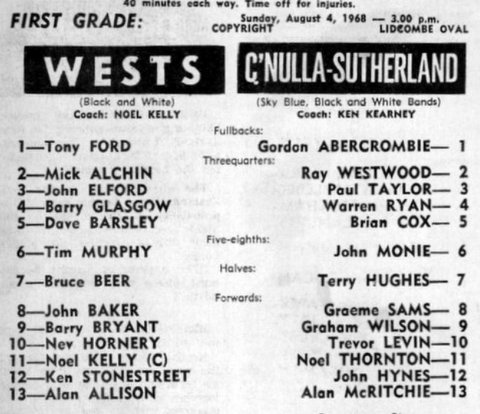 40 minutes each way. Time off for injuries.
FIRST GRADE: Sunday, August 4, 1968 — 3.00 p.m.
COPYRIGHT LIDCOMBE OVAL
WESTS C'NULLA-SUTHERLAND
(Black and White) (Sky Blue, Black and White Bands)
Coach: NOEL KELLY Coach: KEN KEARNEY
Fullbacks:
1—Tony FORD Gordon ABERCROMBIE— 1
Threequarters:
2—Mick ALCHIN Ray WESTWOOD— 2
3—John ELFORD Paul TAYLOR— 3
4—Barry GLASGOW Warren RYAN— 4
5—Dave BARSLEY Brian COX— 5
Five-eighths:
6—Tim MURPHY John MONIE— 6
Halves:
7—Bruce BEER Terry HUGHES— 7
Forwards:
8—John BAKER Graeme SAMS— 8
9—Barry BRYANT Graham WILSON— 9
10—Nev HORNERY Trevor LEVIN—10
11—Noel KELLY (C) Noel THORNTON—11
12—Ken STONESTREET John HYNES—12
13—Alan ALLISON Alan McRITCHIE—13